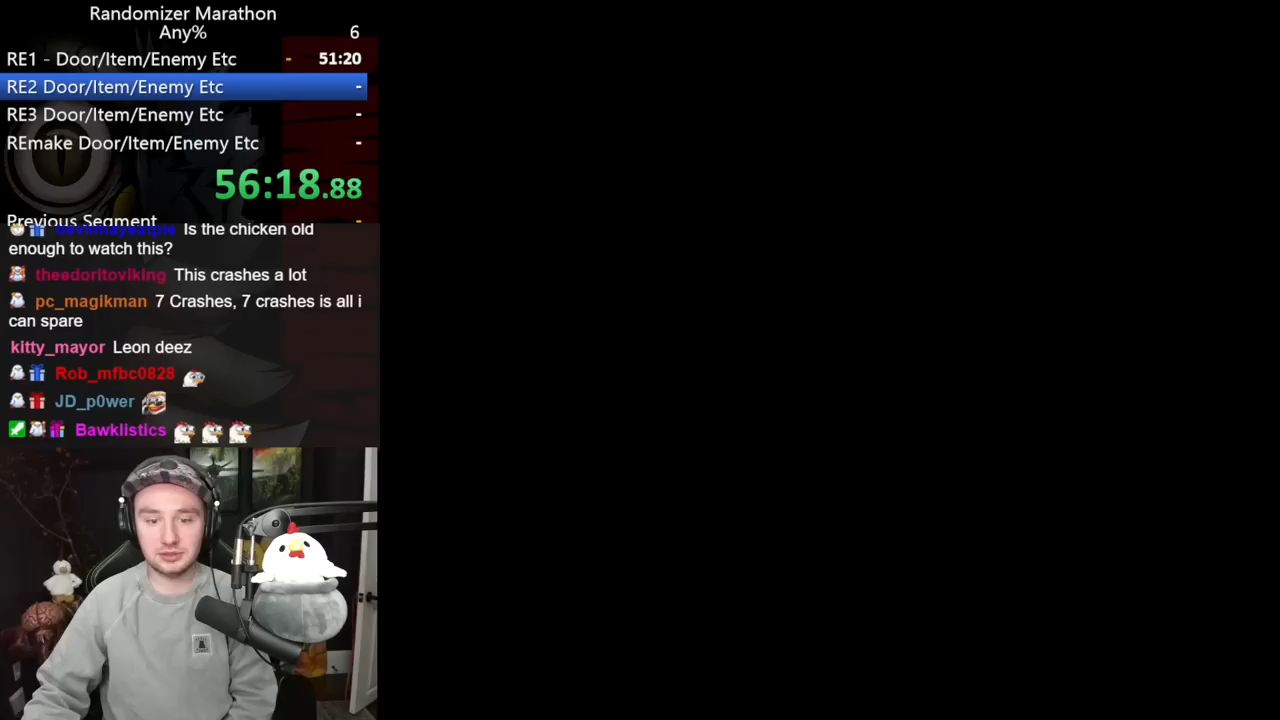 Randomizer Marathon
Any% 6
RE1 - Door/Item/Enemy Etc - 51:20
RE2 Door/Item/Enemy Etc -
RE3 Door/Item/Enemy Etc -
REmake Door/Item/Enemy Etc -
56:18.88
Previous Segment -
Is the chicken old
enough to watch this?
theedoritoviking This crashes a lot
pc_magikman 7 Crashes, 7 crashes is all i
can spare
kitty_mayor Leon deez
Rob_mfbc0828
JD_p0wer
Bawklistics